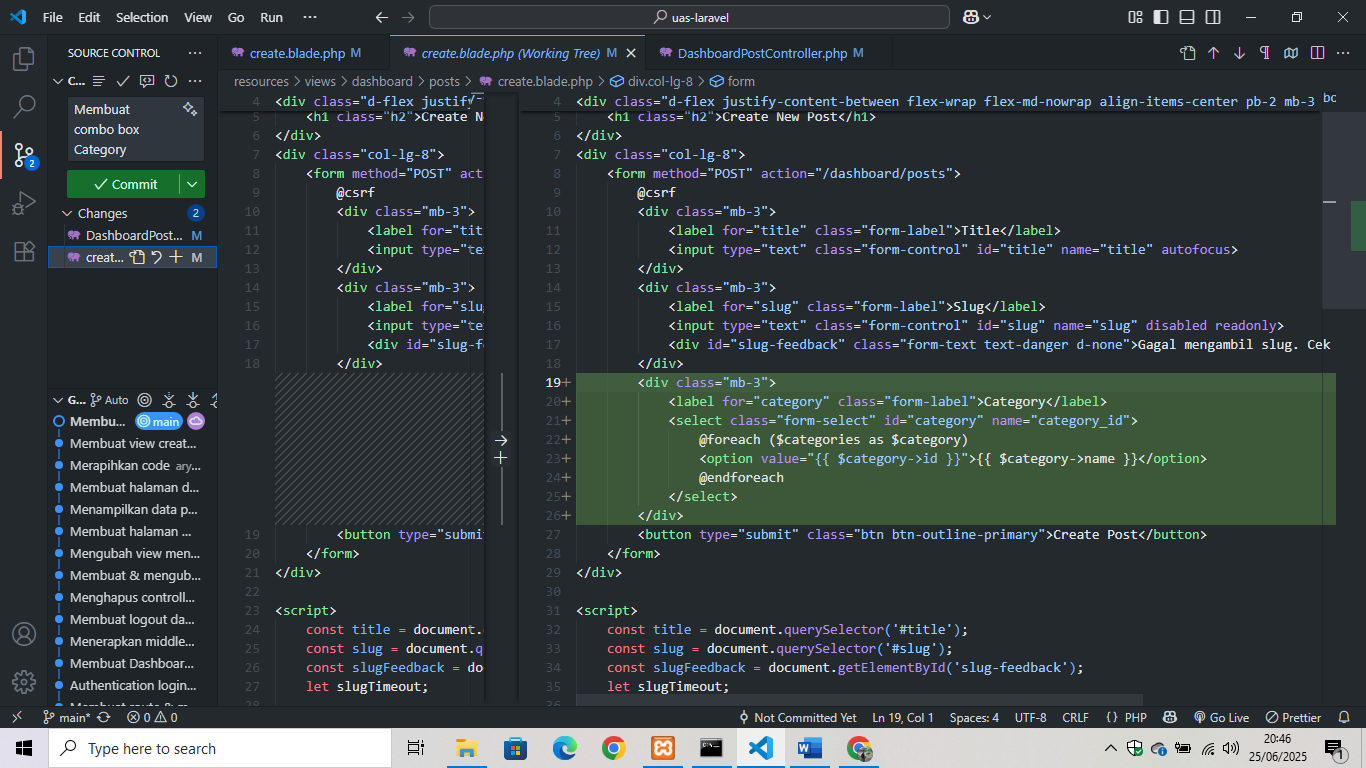 File Edit Selection View Go Run ··· uas-laravel
SOURCE CONTROL ···
create.blade.php M
create.blade.php (Working Tree) M
DashboardPostController.php M
resources > views > dashboard > posts > create.blade.php > div.col-lg-8 > form
C...
Membuat
combo box
Category
Commit
Changes 2
DashboardPost... M
creat... M
G... Auto
Membu... main
Membuat view creat...
Merapihkan code ary...
Membuat halaman d...
Menampilkan data p...
Membuat halaman ...
Mengubah view men...
Membuat & mengub...
Menghapus controll...
Membuat logout da...
Menerapkan middle...
Membuat Dashboar...
Authentication login...
4 <div class="d-flex justify-
5 <h1 class="h2">Create Ne
6 </div>
7 <div class="col-lg-8">
8 <form method="POST" act
9 @csrf
10 <div class="mb-3">
11 <label for="tit
12 <input type="te
13 </div>
14 <div class="mb-3">
15 <label for="slu
16 <input type="te
17 <div id="slug-f
18 </div>
19 <button type="submi
20 </form>
21 </div>
22
23 <script>
24 const title = document.
25 const slug = document.q
26 const slugFeedback = do
27 let slugTimeout;
28
4 <div class="d-flex justify-content-between flex-wrap flex-md-nowrap align-items-center pb-2 mb-3 bo
5 <h1 class="h2">Create New Post</h1>
6 </div>
7 <div class="col-lg-8">
8 <form method="POST" action="/dashboard/posts">
9 @csrf
10 <div class="mb-3">
11 <label for="title" class="form-label">Title</label>
12 <input type="text" class="form-control" id="title" name="title" autofocus>
13 </div>
14 <div class="mb-3">
15 <label for="slug" class="form-label">Slug</label>
16 <input type="text" class="form-control" id="slug" name="slug" disabled readonly>
17 <div id="slug-feedback" class="form-text text-danger d-none">Gagal mengambil slug. Cek
18 </div>
19+ <div class="mb-3">
20+ <label for="category" class="form-label">Category</label>
21+ <select class="form-select" id="category" name="category_id">
22+ @foreach ($categories as $category)
23+ <option value="{{ $category->id }}">{{ $category->name }}</option>
24+ @endforeach
25+ </select>
26+ </div>
27 <button type="submit" class="btn btn-outline-primary">Create Post</button>
28 </form>
29 </div>
30
31 <script>
32 const title = document.querySelector('#title');
33 const slug = document.querySelector('#slug');
34 const slugFeedback = document.getElementById('slug-feedback');
35 let slugTimeout;
36
2
main* 0 0 Not Committed Yet Ln 19, Col 1 Spaces: 4 UTF-8 CRLF {} PHP Go Live Prettier
Type here to search
20:46
25/06/2025
1